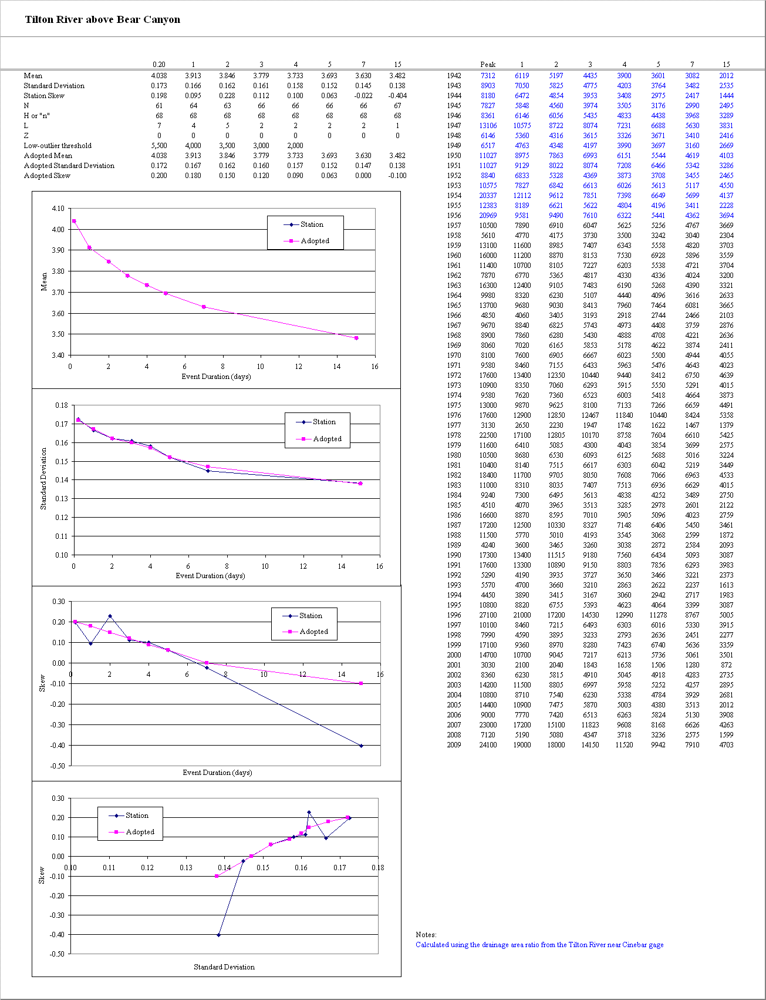 Tilton River above Bear Canyon
0.20 1 2 3 4 5 7 15
Mean 4.038 3.913 3.846 3.779 3.733 3.693 3.630 3.482
Standard Deviation 0.173 0.166 0.162 0.161 0.158 0.152 0.145 0.138
Station Skew 0.198 0.095 0.228 0.112 0.100 0.063 -0.022 -0.404
N 61 64 63 66 66 66 66 67
H or "n" 68 68 68 68 68 68 68 68
L 7 4 5 2 2 2 2 1
Z 0 0 0 0 0 0 0 0
Low-outlier threshold 5,500 4,000 3,500 3,000 2,000
Adopted Mean 4.038 3.913 3.846 3.779 3.733 3.693 3.630 3.482
Adopted Standard Deviation 0.172 0.167 0.162 0.160 0.157 0.152 0.147 0.138
Adopted Skew 0.200 0.180 0.150 0.120 0.090 0.063 0.000 -0.100
4.10
4.00
3.90
3.80
3.70
3.60
3.50
3.40
Mean
Station
Adopted
0 2 4 6 8 10 12 14 16
Event Duration (days)
0.18
0.17
0.16
0.15
0.14
0.13
0.12
0.11
0.10
Standard Deviation
Station
Adopted
0 2 4 6 8 10 12 14 16
Event Duration (days)
0.30
0.20
0.10
0.00
-0.10
-0.20
-0.30
-0.40
-0.50
Skew
Station
Adopted
0 2 4 6 8 10 12 14 16
Event Duration (days)
0.30
0.20
0.10
0.00
-0.10
-0.20
-0.30
-0.40
-0.50
Skew
Station
Adopted
0.10 0.11 0.12 0.13 0.14 0.15 0.16 0.17 0.18
Standard Deviation
Peak 1 2 3 4 5 7 15
1942 7312 6119 5197 4435 3900 3601 3082 2012
1943 8903 7050 5825 4775 4203 3764 3482 2535
1944 8180 6472 4854 3953 3408 2975 2417 1444
1945 7827 5848 4560 3974 3505 3176 2990 2495
1946 8361 6146 6056 5435 4833 4438 3968 3289
1947 13106 10575 8722 8074 7231 6688 5630 3831
1948 6146 5360 4316 3615 3326 3671 3410 2416
1949 6517 4763 4348 4197 3990 3697 3160 2669
1950 11027 8975 7863 6993 6151 5544 4619 4103
1951 11027 9129 8022 8074 7208 6466 5342 3286
1952 8840 6833 5328 4369 3873 3708 3455 2465
1953 10575 7827 6842 6613 6026 5613 5117 4550
1954 20337 12112 9612 7851 7398 6649 5699 4137
1955 12383 8189 6621 5622 4804 4196 3411 2228
1956 20969 9581 9490 7610 6322 5441 4362 3694
1957 10500 7890 6910 6047 5625 5256 4767 3669
1958 5610 4770 4175 3730 3500 3242 3040 2304
1959 13100 11600 8985 7407 6343 5558 4820 3703
1960 16000 11200 8870 8153 7530 6928 5896 3559
1961 11400 10700 8105 7227 6203 5538 4721 3704
1962 7870 6770 5365 4817 4330 4336 4024 3200
1963 16300 12400 9105 7483 6190 5268 4390 3321
1964 9980 8320 6230 5107 4440 4096 3616 2633
1965 13700 9680 9030 8413 7960 7464 6081 3665
1966 4850 4060 3405 3193 2918 2744 2466 2103
1967 9670 8840 6825 5743 4973 4408 3759 2876
1968 8900 7860 6280 5430 4888 4708 4221 2636
1969 8060 7020 6165 5853 5178 4622 3874 2411
1970 8100 7600 6905 6667 6023 5500 4944 4055
1971 9580 8460 7155 6433 5963 5476 4643 4023
1972 17600 13400 12350 10440 9440 8412 6750 4639
1973 10900 8350 7060 6293 5915 5550 5291 4015
1974 9580 7620 7360 6523 6003 5418 4664 3873
1975 13000 9870 9625 8100 7133 7266 6659 4491
1976 17600 12900 12850 12467 11840 10440 8424 5358
1977 3130 2650 2230 1947 1748 1622 1467 1379
1978 22500 17100 12805 10170 8758 7604 6610 5425
1979 11600 6410 5085 4300 4043 3854 3699 2575
1980 10500 8680 6530 6093 6125 5688 5016 3224
1981 10400 8140 7515 6617 6303 6042 5219 3449
1982 18400 11700 9705 8050 7608 7066 6963 4533
1983 11000 8310 8035 7407 7513 6936 6629 4015
1984 9240 7300 6495 5613 4838 4252 3489 2750
1985 4510 4070 3965 3513 3285 2978 2601 2122
1986 16600 8870 8595 7010 5905 5096 4023 2759
1987 17200 12500 10330 8327 7148 6406 5450 3461
1988 11500 5770 5010 4193 3545 3068 2599 1872
1989 4240 3600 3465 3260 3038 2872 2584 2093
1990 17300 13400 11515 9180 7560 6434 5093 3087
1991 17600 13300 10890 9150 8803 7856 6293 3983
1992 5290 4190 3935 3727 3650 3466 3221 2373
1993 5570 4700 3660 3210 2863 2622 2237 1613
1994 4450 3890 3415 3167 3060 2942 2717 1983
1995 10800 8820 6755 5393 4623 4064 3399 3087
1996 27100 21000 17200 14530 12990 11278 8767 5005
1997 10100 8460 7215 6493 6303 6016 5330 3915
1998 7990 4590 3895 3233 2793 2636 2451 2277
1999 17100 9360 8970 8280 7423 6740 5636 3359
2000 14700 10700 9045 7217 6213 5736 5061 3501
2001 3030 2100 2040 1843 1658 1506 1280 872
2002 8360 6230 5815 4910 5045 4918 4283 2735
2003 14200 11500 8805 6997 5958 5252 4257 2895
2004 10800 8710 7540 6230 5338 4784 3929 2681
2005 14400 10900 7475 5870 5003 4380 3513 2012
2006 9000 7770 7420 6513 6263 5824 5130 3908
2007 23000 17200 15100 11823 9608 8168 6626 4263
2008 7120 5190 5080 4347 3718 3236 2575 1599
2009 24100 19000 18000 14150 11520 9942 7910 4703
Notes:
Calculated using the drainage area ratio from the Tilton River near Cinebar gage